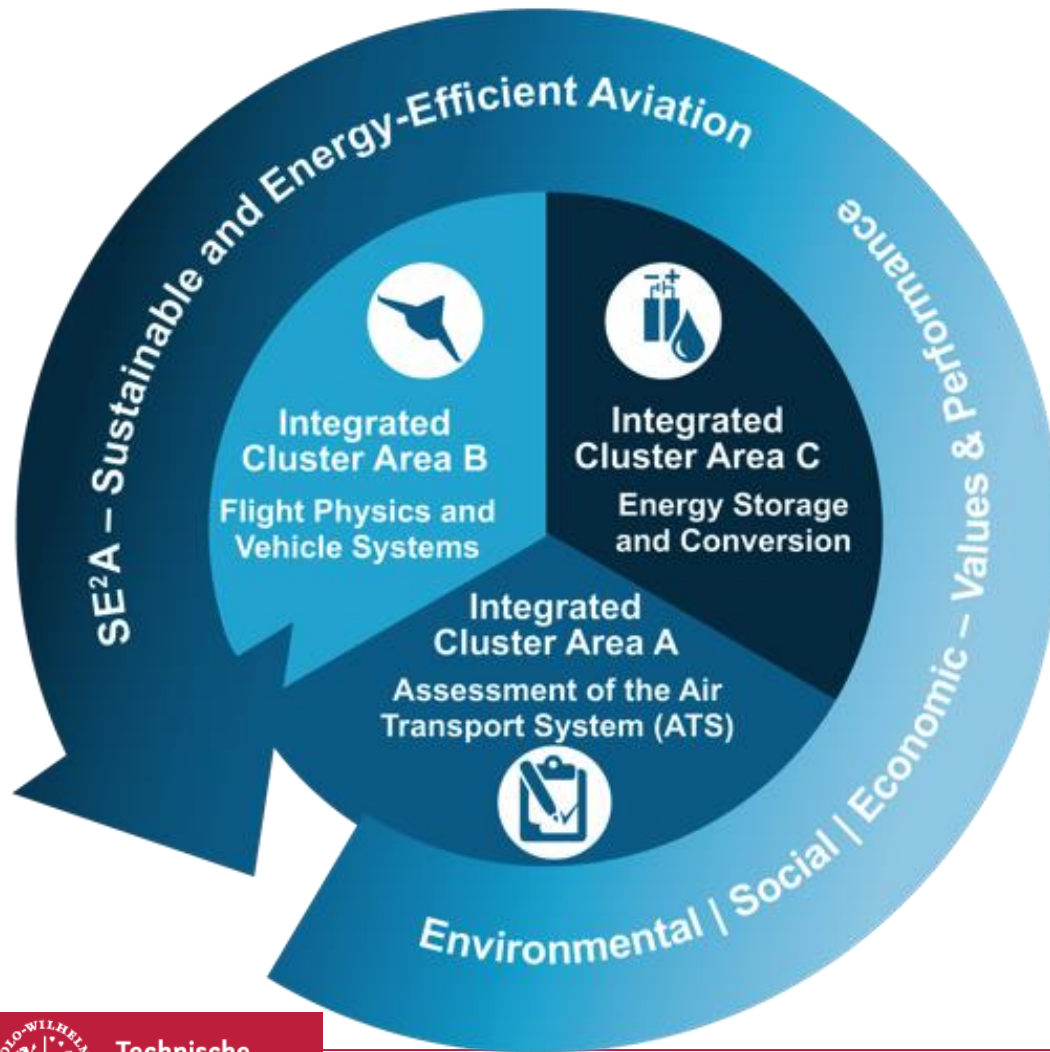 SE²A – Sustainable and Energy-Efficient Aviation
Integrated
Cluster Area B
Flight Physics and
Vehicle Systems
Integrated
Cluster Area C
Energy Storage
and Conversion
Integrated
Cluster Area A
Assessment of the Air
Transport System (ATS)
Environmental | Social | Economic – Values & Performance
Technische